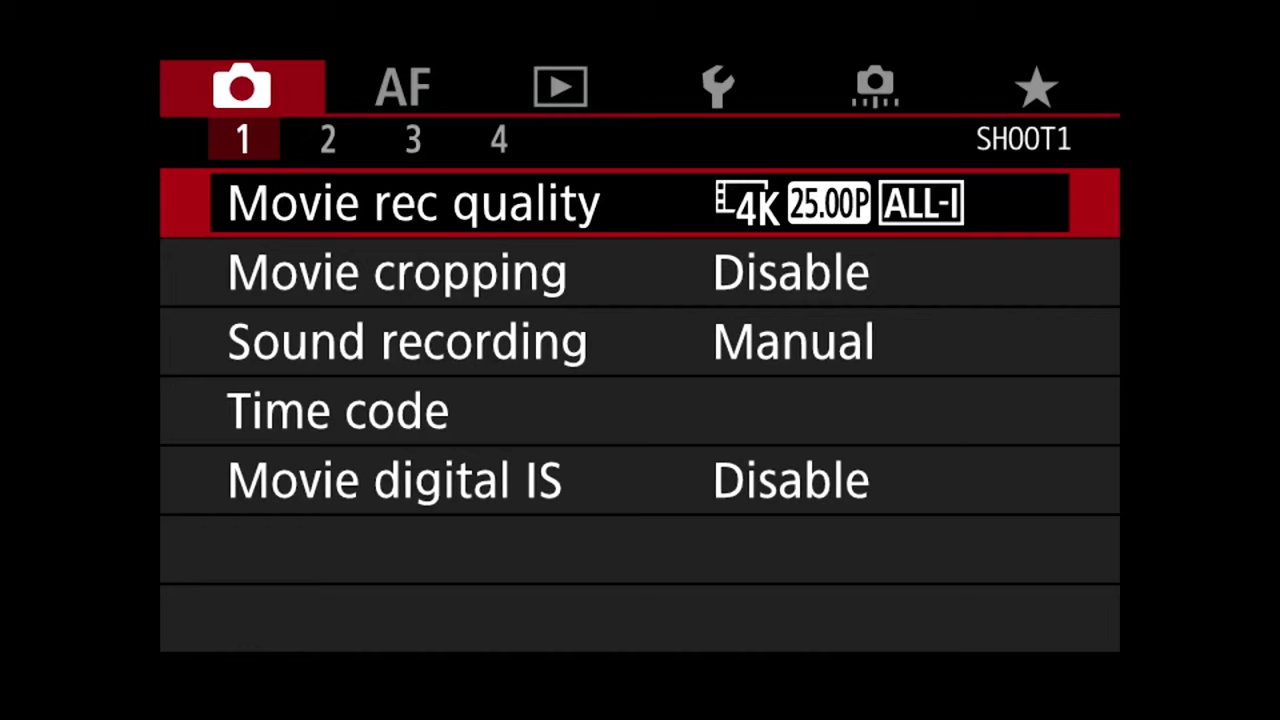 AF
1 2 3 4 SHOOT1
Movie rec quality 4K 25.00P ALL-I
Movie cropping Disable
Sound recording Manual
Time code
Movie digital IS Disable